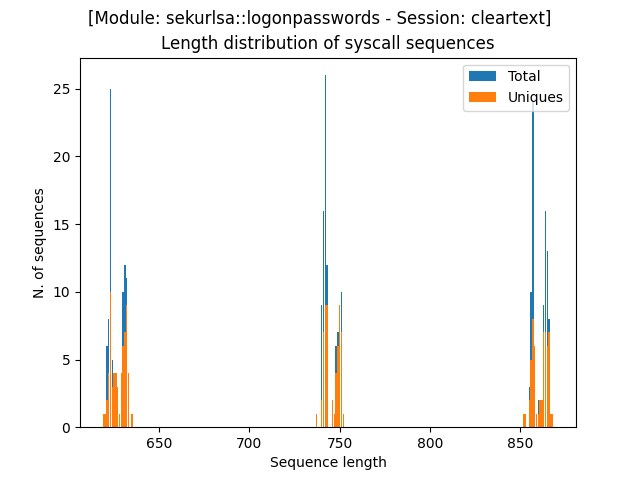 [Module: sekurlsa::logonpasswords - Session: cleartext]
Length distribution of syscall sequences
Total
Uniques
N. of sequences
25
20
15
10
5
0
650
700
750
800
850
Sequence length